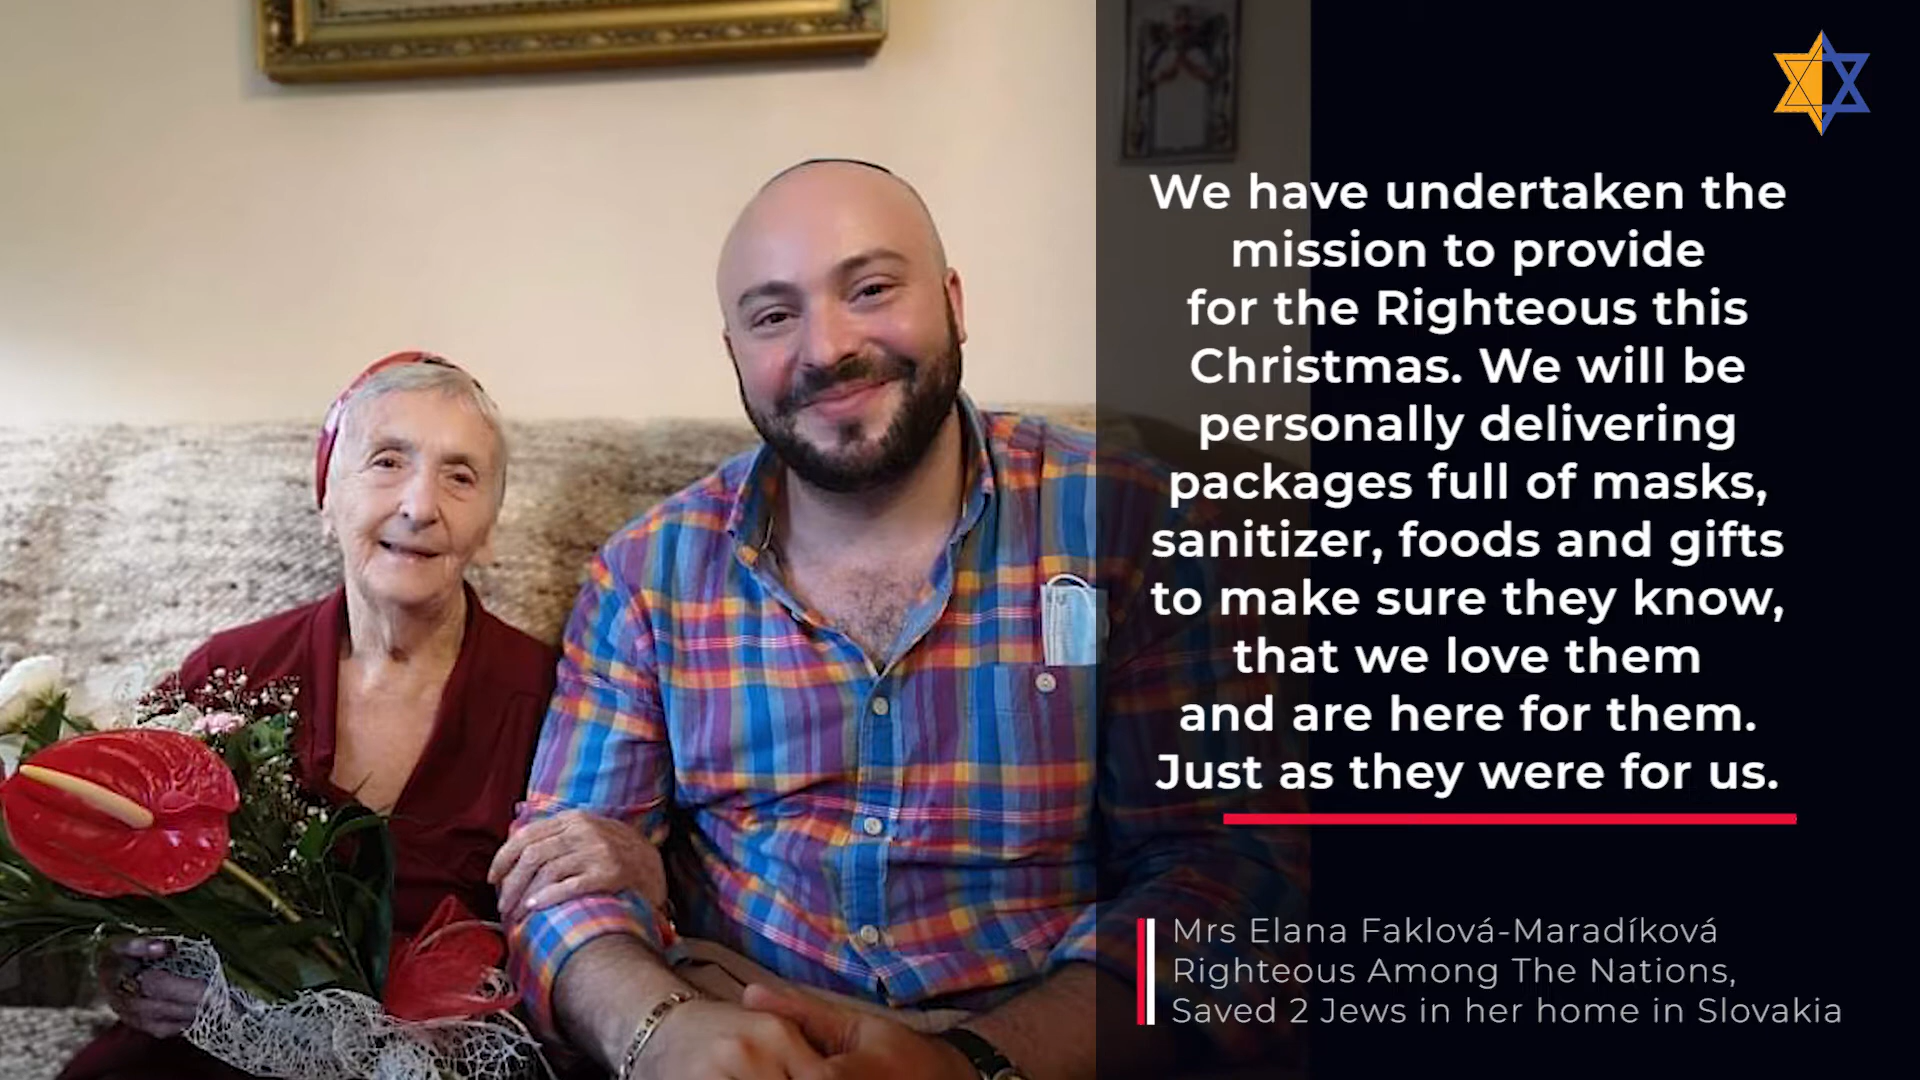 We have undertaken the
mission to provide
for the Righteous this
Christmas. We will be
personally delivering
packages full of masks,
sanitizer, foods and gifts
to make sure they know,
that we love them
and are here for them.
Just as they were for us.
Mrs Elana Faklová-Maradíková
Righteous Among The Nations,
Saved 2 Jews in her home in Slovakia